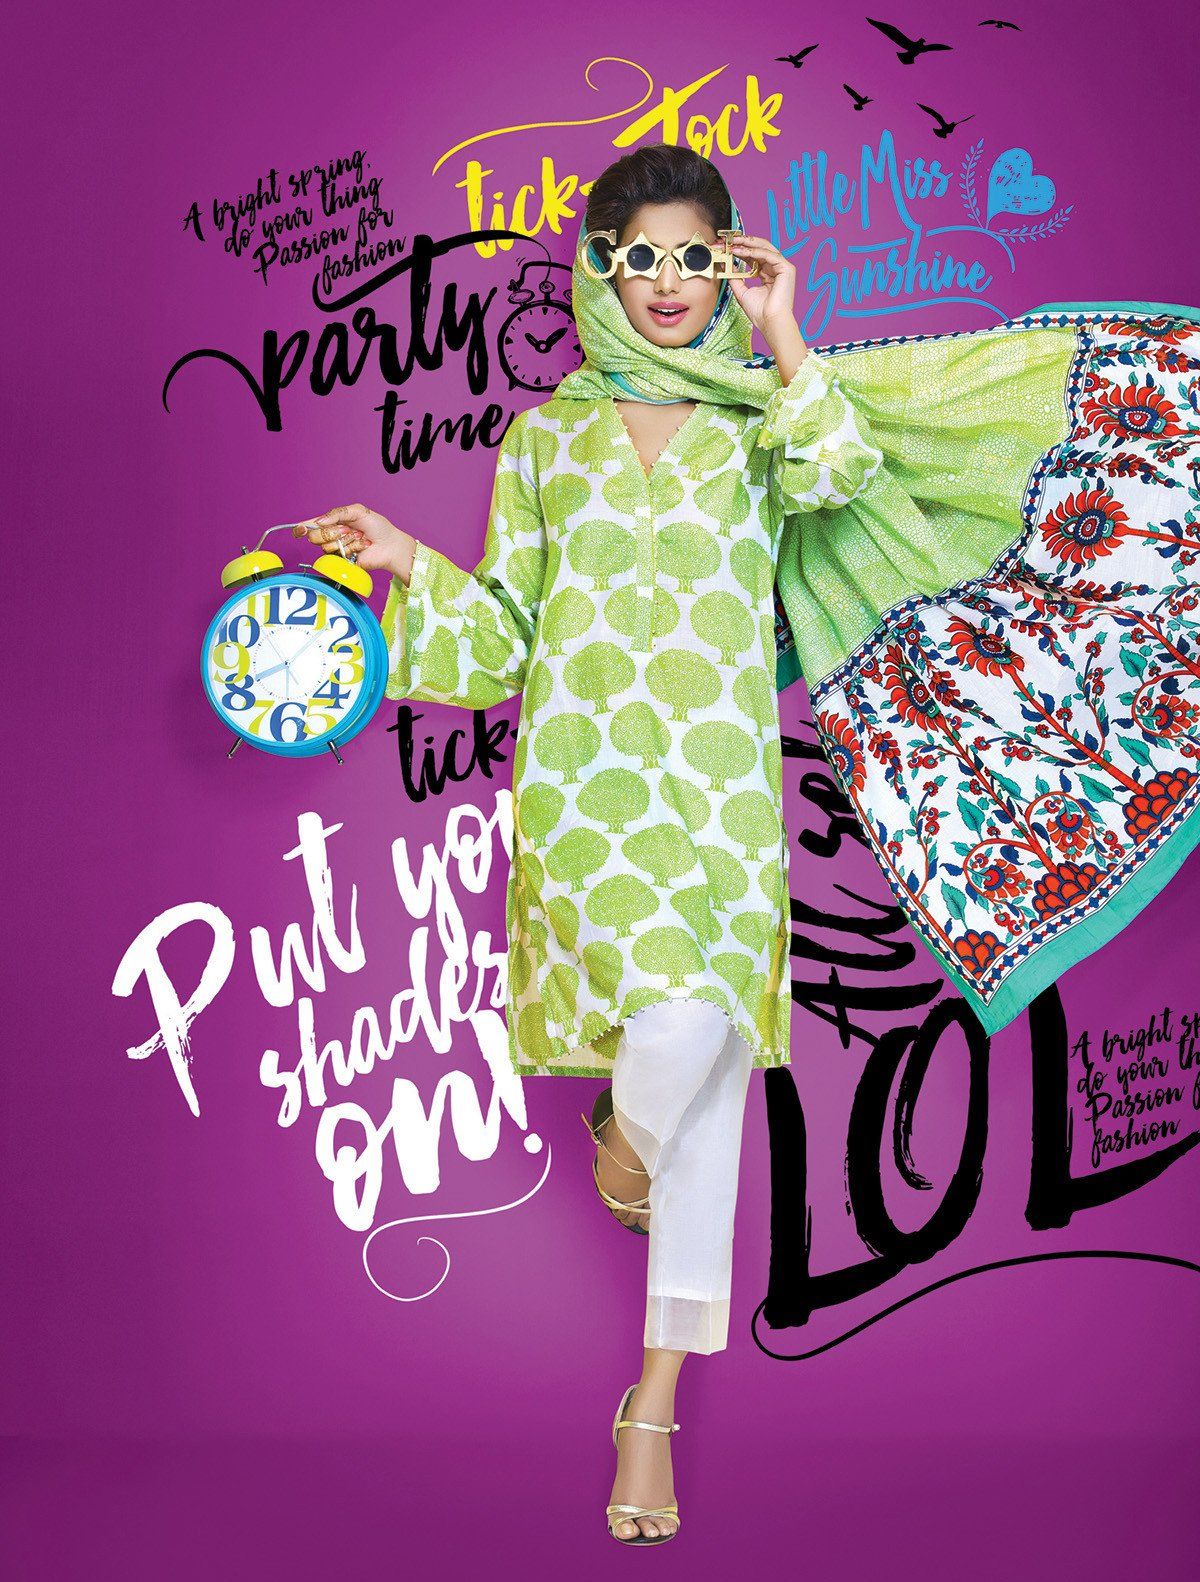 tick-tock
A bright spring,
do your thing
Passion for
fashion
Little Miss
Sunshine
party
time
12
1
2
3
4
5
6
8
9
10
tick-
Put you
shades
on!
All
LOL
A bright sp
do your th
Passion f
fashion